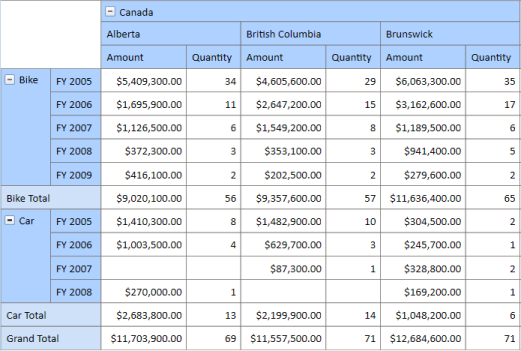 Canada
Alberta British Columbia Brunswick
Amount Quantity Amount Quantity Amount Quantity
Bike FY 2005 $5,409,300.00 34 $4,605,600.00 29 $6,063,300.00 35
FY 2006 $1,695,900.00 11 $2,647,200.00 15 $3,162,600.00 17
FY 2007 $1,126,500.00 6 $1,549,200.00 8 $1,189,500.00 6
FY 2008 $372,300.00 3 $353,100.00 3 $941,400.00 5
FY 2009 $416,100.00 2 $202,500.00 2 $279,600.00 2
Bike Total $9,020,100.00 56 $9,357,600.00 57 $11,636,400.00 65
Car FY 2005 $1,410,300.00 8 $1,482,900.00 10 $304,500.00 2
FY 2006 $1,003,500.00 4 $629,700.00 3 $245,700.00 1
FY 2007 $87,300.00 1 $328,800.00 2
FY 2008 $270,000.00 1 $169,200.00 1
Car Total $2,683,800.00 13 $2,199,900.00 14 $1,048,200.00 6
Grand Total $11,703,900.00 69 $11,557,500.00 71 $12,684,600.00 71